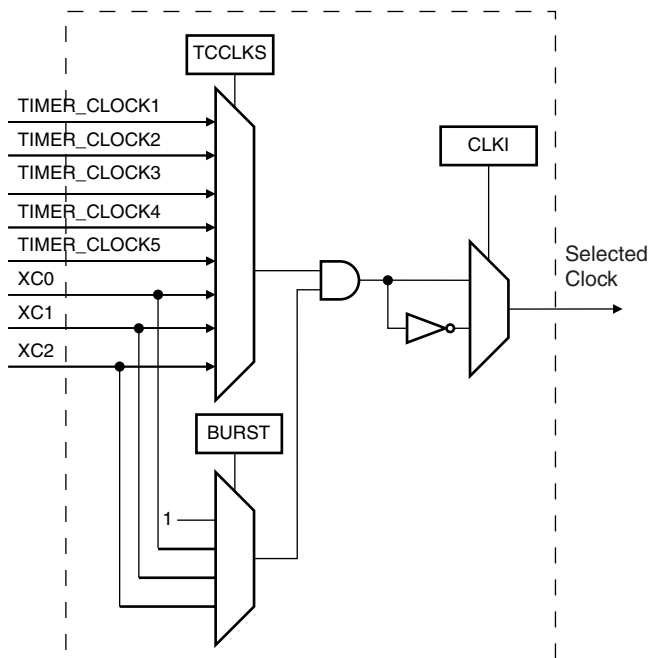 TCCLKS
TIMER_CLOCK1
TIMER_CLOCK2
TIMER_CLOCK3
TIMER_CLOCK4
TIMER_CLOCK5
XC0
XC1
XC2
CLKI
Selected
Clock
BURST
1